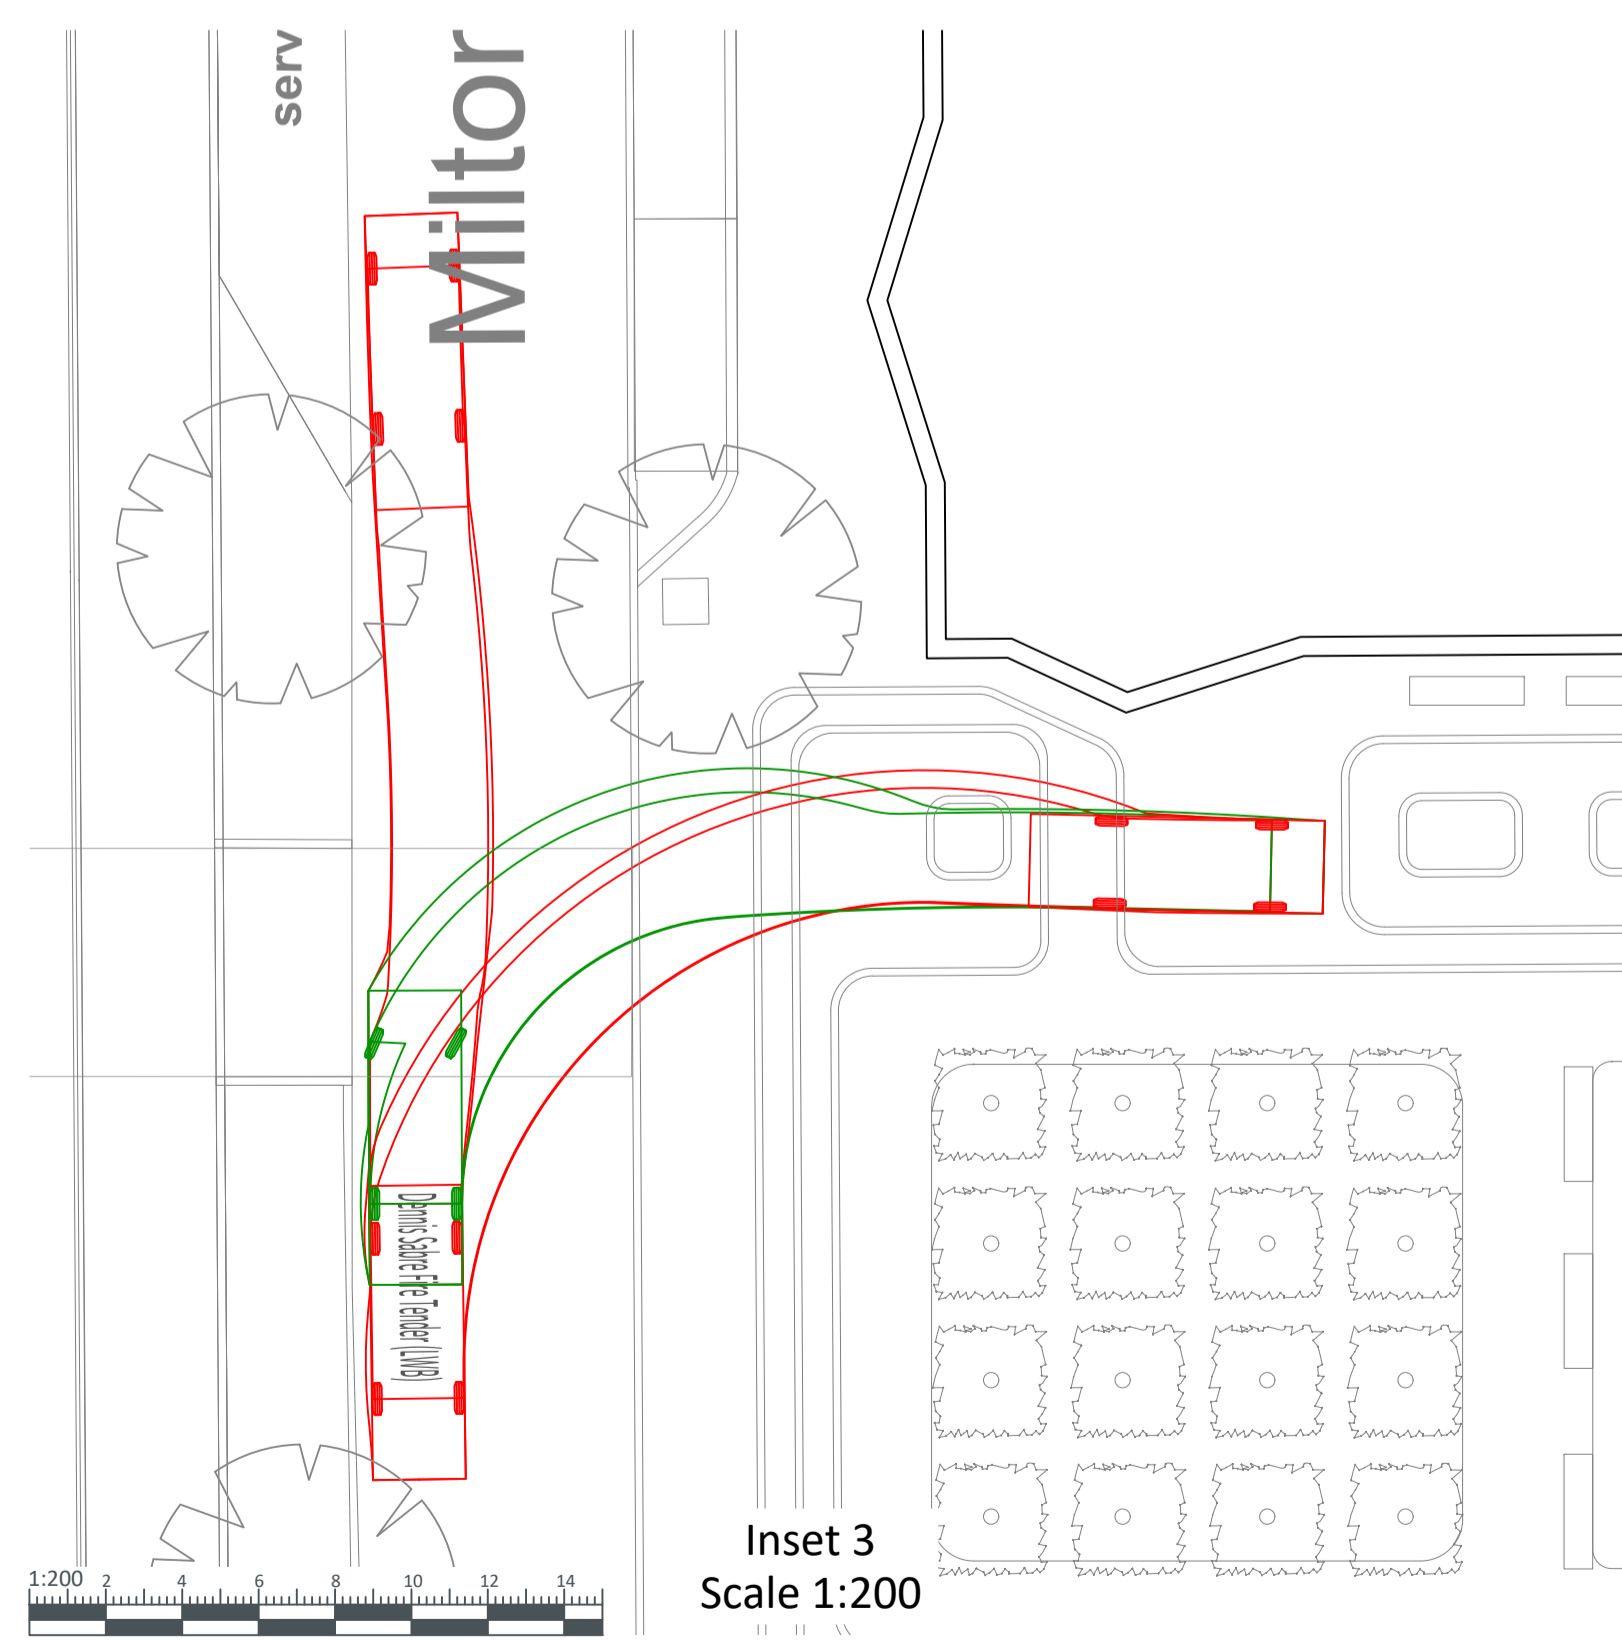 serv
Milton
Dennis Sabre Fire Tender (LWB)
Inset 3
Scale 1:200
1:200 2 4 6 8 10 12 14